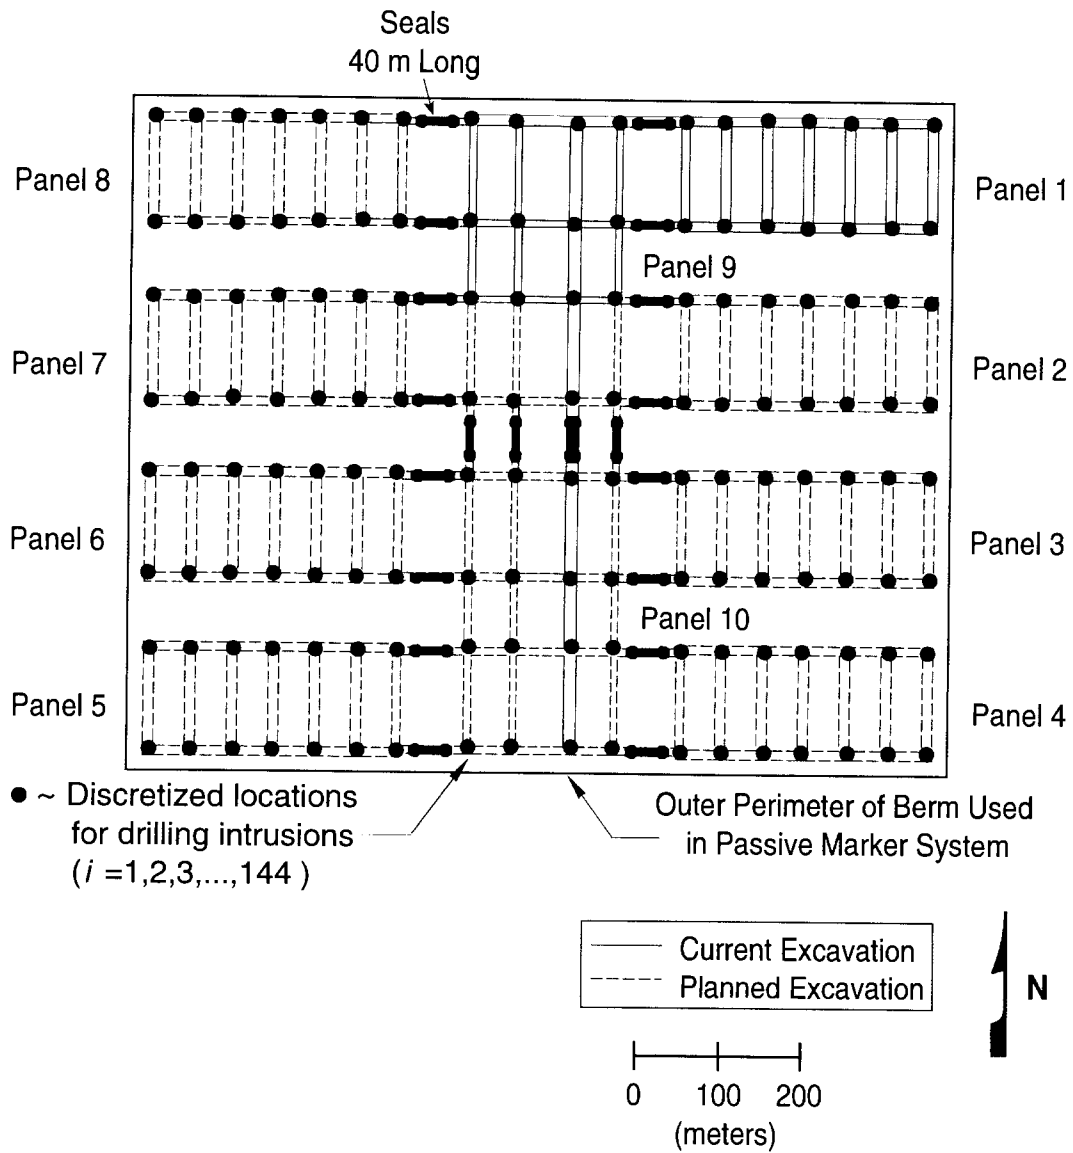 Seals
40 m Long
Panel 8
Panel 1
Panel 9
Panel 7
Panel 2
Panel 6
Panel 3
Panel 10
Panel 5
Panel 4
● ~ Discretized locations
for drilling intrusions
( i =1,2,3,...,144 )
Outer Perimeter of Berm Used
in Passive Marker System
Current Excavation
Planned Excavation
N
0 100 200
(meters)